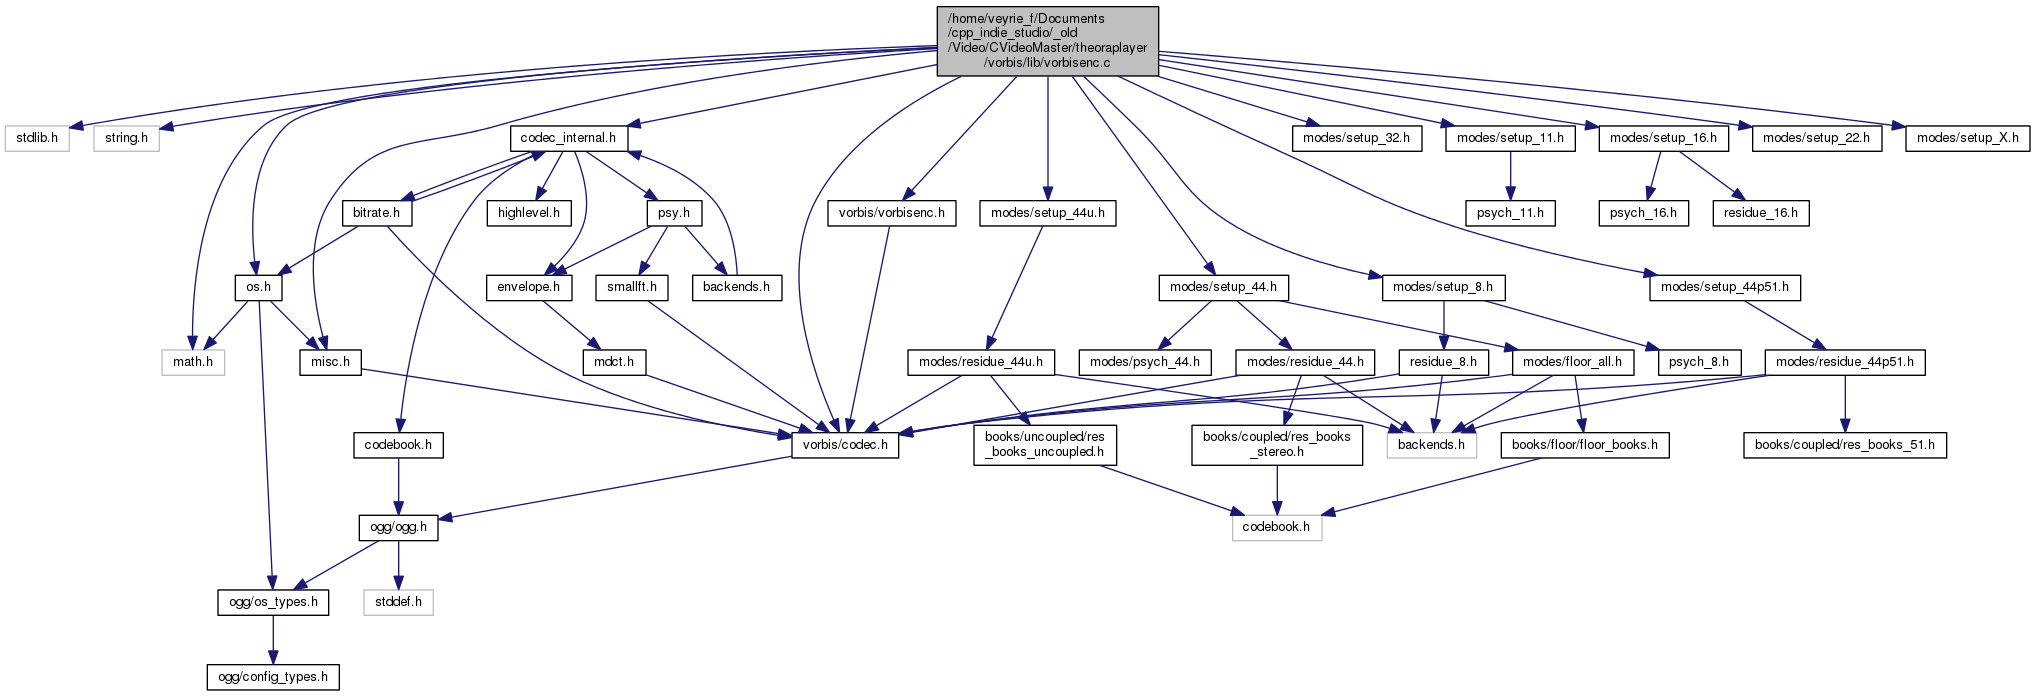 /home/veyrie_f/Documents
/cpp_indie_studio/_old
/Video/CVideoMaster/theoraplayer
/vorbis/lib/vorbisenc.c
stdlib.h
string.h
codec_internal.h
modes/setup_32.h
modes/setup_11.h
modes/setup_16.h
modes/setup_22.h
modes/setup_X.h
bitrate.h
highlevel.h
psy.h
vorbis/vorbisenc.h
modes/setup_44u.h
psych_11.h
psych_16.h
residue_16.h
os.h
envelope.h
smallft.h
backends.h
modes/setup_44.h
modes/setup_8.h
modes/setup_44p51.h
math.h
misc.h
mdct.h
modes/residue_44u.h
modes/psych_44.h
modes/residue_44.h
residue_8.h
modes/floor_all.h
psych_8.h
modes/residue_44p51.h
codebook.h
vorbis/codec.h
books/uncoupled/res
_books_uncoupled.h
books/coupled/res_books
_stereo.h
backends.h
books/floor/floor_books.h
books/coupled/res_books_51.h
ogg/ogg.h
codebook.h
ogg/os_types.h
stddef.h
ogg/config_types.h